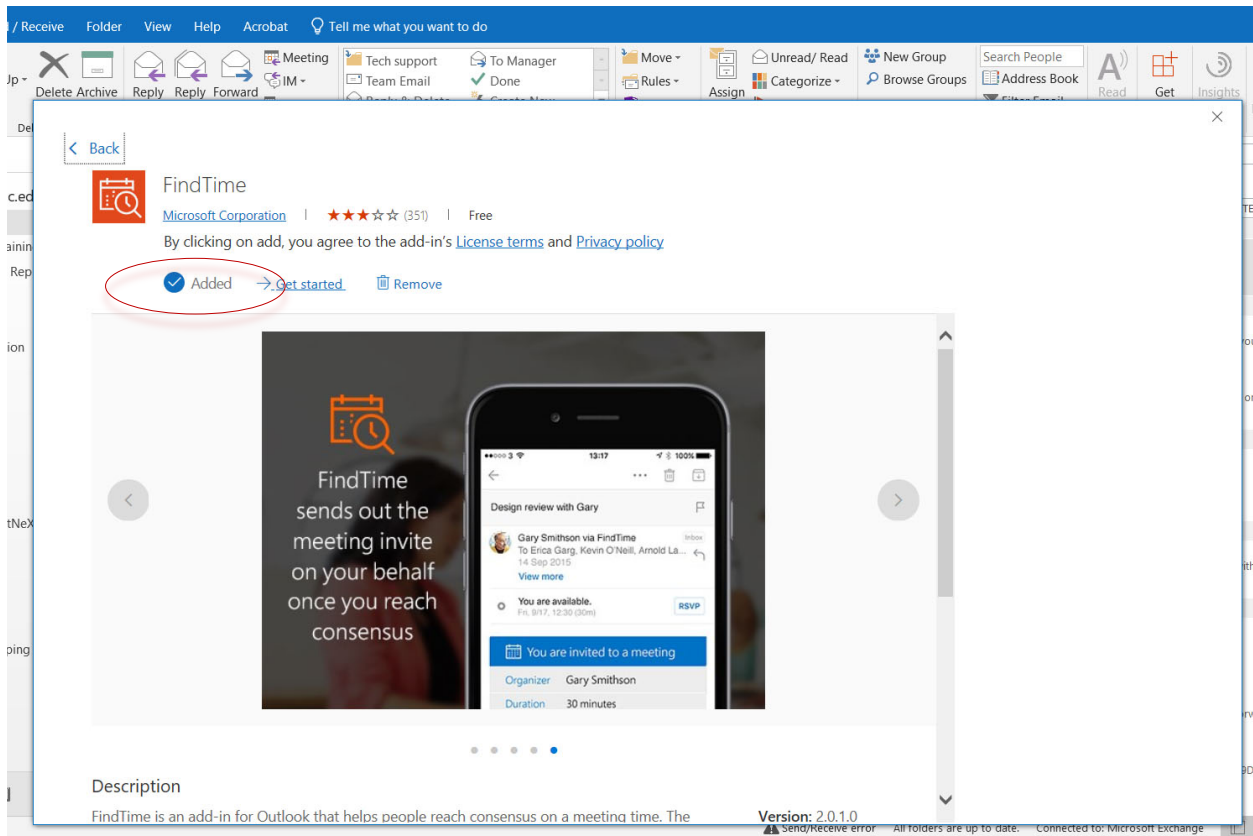 / Receive Folder View Help Acrobat Tell me what you want to do
Meeting Tech support To Manager Move Unread/ Read New Group Search People
IM Team Email Done Rules Categorize Browse Groups Address Book
Delete Archive Reply Reply Forward Reply & Delete Create New Assign Filter Email Read Get Insights
Back
FindTime
Microsoft Corporation | ★★★☆☆ (351) | Free
By clicking on add, you agree to the add-in's License terms and Privacy policy
Added Get started Remove
FindTime
sends out the
meeting invite
on your behalf
once you reach
consensus
3 13:17 100%
Design review with Gary
Gary Smithson via FindTime Inbox
To Erica Garg, Kevin O'Neill, Arnold La...
14 Sep 2015
View more
You are available. RSVP
Fri, 9/17, 12:30 (30m)
You are invited to a meeting
Organizer Gary Smithson
Duration 30 minutes
Description
FindTime is an add-in for Outlook that helps people reach consensus on a meeting time. The Version: 2.0.1.0
Send/Receive error All folders are up to date. Connected to: Microsoft Exchange